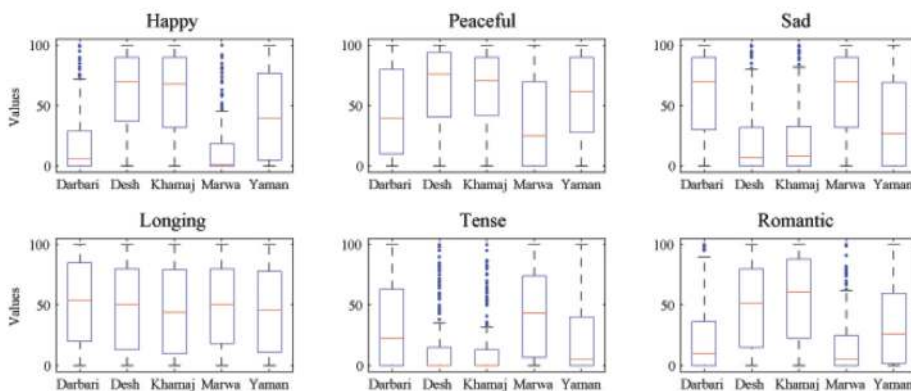 Happy Peaceful Sad
100 100 100
Values 50 50 50
0 0 0
Darbari Desh Khamaj Marwa Yaman Darbari Desh Khamaj Marwa Yaman Darbari Desh Khamaj Marwa Yaman
Longing Tense Romantic
100 100 100
Values 50 50 50
0 0 0
Darbari Desh Khamaj Marwa Yaman Darbari Desh Khamaj Marwa Yaman Darbari Desh Khamaj Marwa Yaman